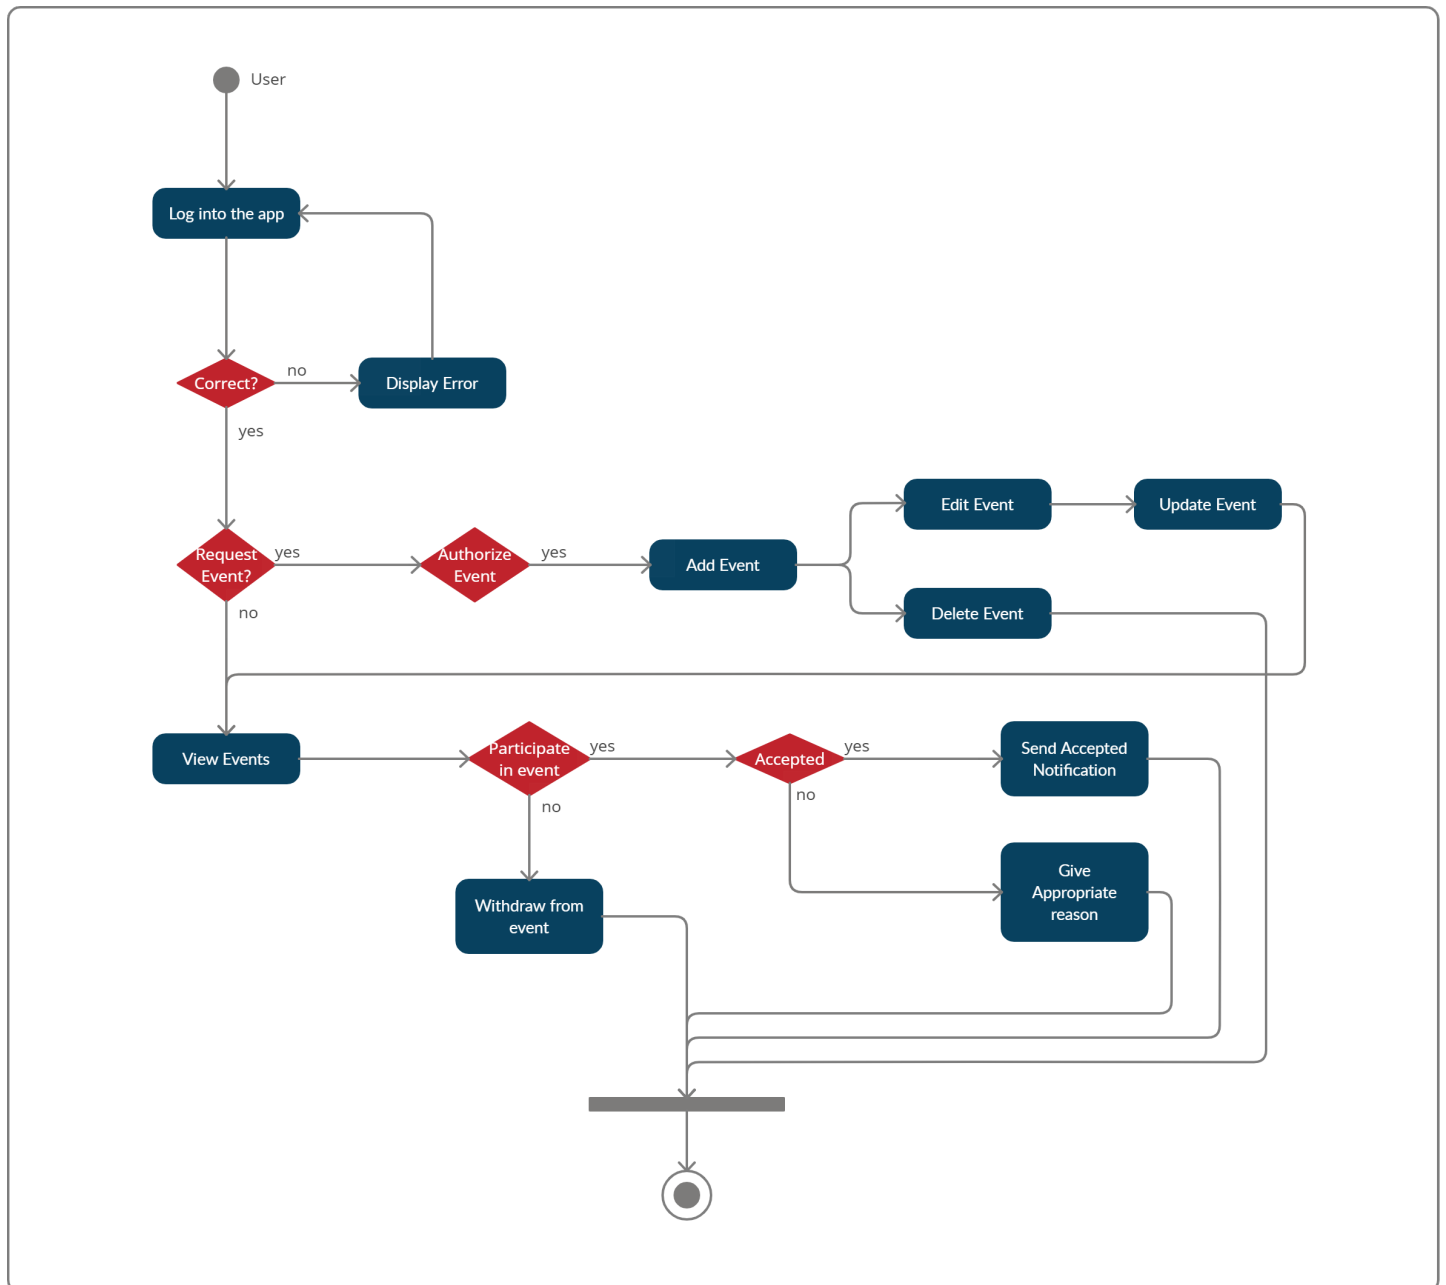 User
Log into the app
Correct?
no
Display Error
yes
Edit Event
Update Event
Request
Event?
yes
Authorize
Event
yes
Add Event
no
Delete Event
View Events
Participate
in event
yes
Accepted
yes
Send Accepted
Notification
no
no
Give
Appropriate
reason
Withdraw from
event